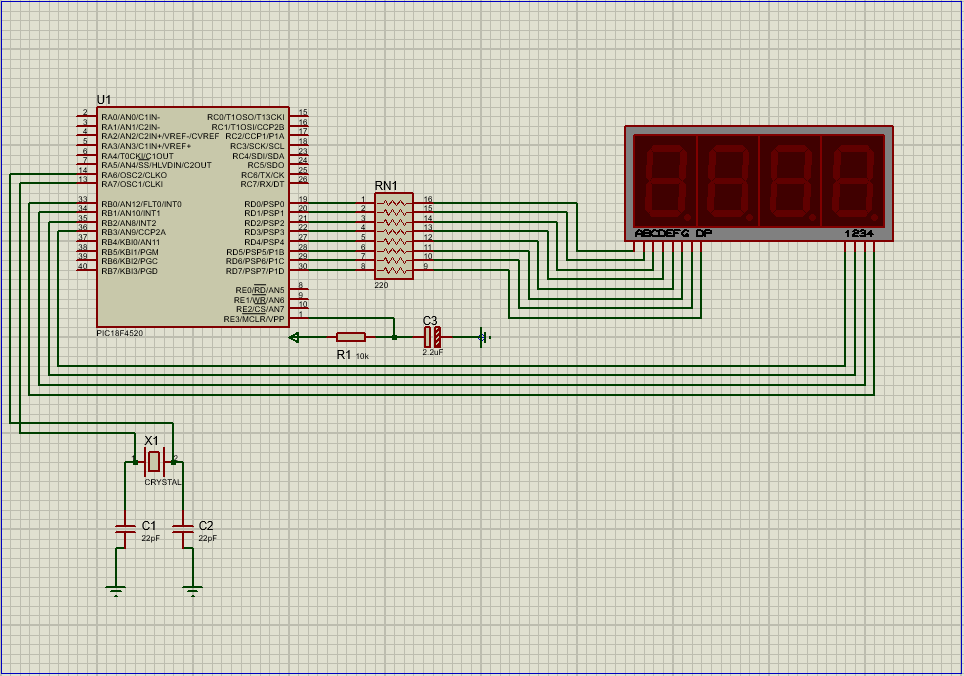 U1
2 RA0/AN0/C1IN- RC0/T1OSO/T13CKI 15
3 RA1/AN1/C2IN- RC1/T1OSI/CCP2B 16
4 RA2/AN2/C2IN+/VREF-/CVREF RC2/CCP1/P1A 17
5 RA3/AN3/C1IN+/VREF+ RC3/SCK/SCL 18
6 RA4/T0CKI/C1OUT RC4/SDI/SDA 23
7 RA5/AN4/SS/HLVDIN/C2OUT RC5/SDO 24
14 RA6/OSC2/CLKO RC6/TX/CK 25
13 RA7/OSC1/CLKI RC7/RX/DT 26
RN1
33 RB0/AN12/FLT0/INT0 RD0/PSP0 19 1 16
34 RB1/AN10/INT1 RD1/PSP1 20 2 15
35 RB2/AN8/INT2 RD2/PSP2 21 3 14
36 RB3/AN9/CCP2A RD3/PSP3 22 4 13
37 RB4/KBI0/AN11 RD4/PSP4 27 5 12
38 RB5/KBI1/PGM RD5/PSP5/P1B 28 6 11
39 RB6/KBI2/PGC RD6/PSP6/P1C 29 7 10
40 RB7/KBI3/PGD RD7/PSP7/P1D 30 8 9
220
ABCDEFG DP 1234
RE0/RD/AN5 8
RE1/WR/AN6 9
RE2/CS/AN7 10
RE3/MCLR/VPP 1
PIC18F4520
C3
2.2uF
R1 10k
X1
1 2
CRYSTAL
C1
22pF
C2
22pF